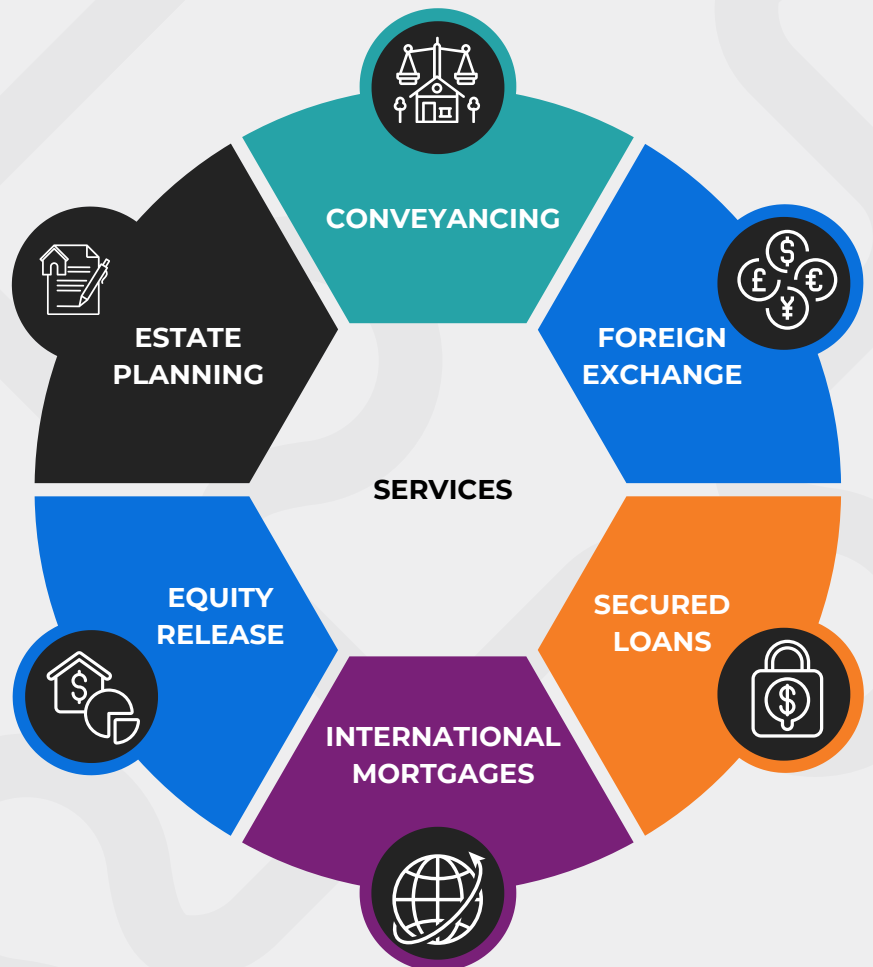 CONVEYANCING
FOREIGN
EXCHANGE
SECURED
LOANS
INTERNATIONAL
MORTGAGES
EQUITY
RELEASE
ESTATE
PLANNING
SERVICES
$
£
€
¥
$
$